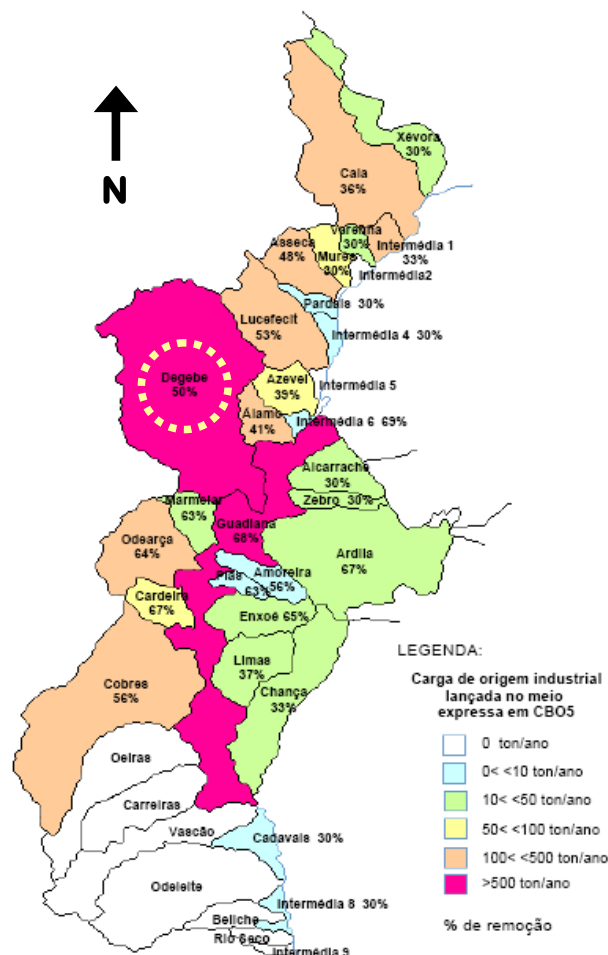 N
Xévora
30%
Caia
36%
Varenha
30%
Intermédia 1
33%
Asseca
48%
Mures
30%
Intermédia2
Pardais 30%
Lucefecit
53%
Intermédia 4 30%
Degebe
50%
Azevel
39%
Intermédia 5
Álamo
41%
Intermédia 6 69%
Alcarrache
30%
Zebro 30%
Marmelar
63%
Guadiana
68%
Odearça
64%
Ardila
67%
Amoreira
56%
Pias
63%
Cardeira
67%
Enxoé 65%
Limas
37%
Chança
33%
Cobres
56%
Oeiras
Carreiras
Vascão
Cadavais 30%
Odeleite
Intermédia 8 30%
Beliche
Rio Seco
Intermédia 9
LEGENDA:
Carga de origem industrial
lançada no meio
expressa em CBO5
0 ton/ano
0< <10 ton/ano
10< <50 ton/ano
50< <100 ton/ano
100< <500 ton/ano
>500 ton/ano
% de remoção